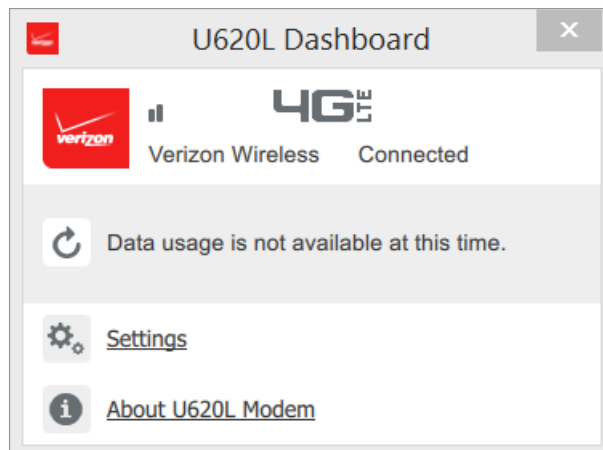 U620L Dashboard
verizon
4G LTE
Verizon Wireless Connected
Data usage is not available at this time.
Settings
About U620L Modem